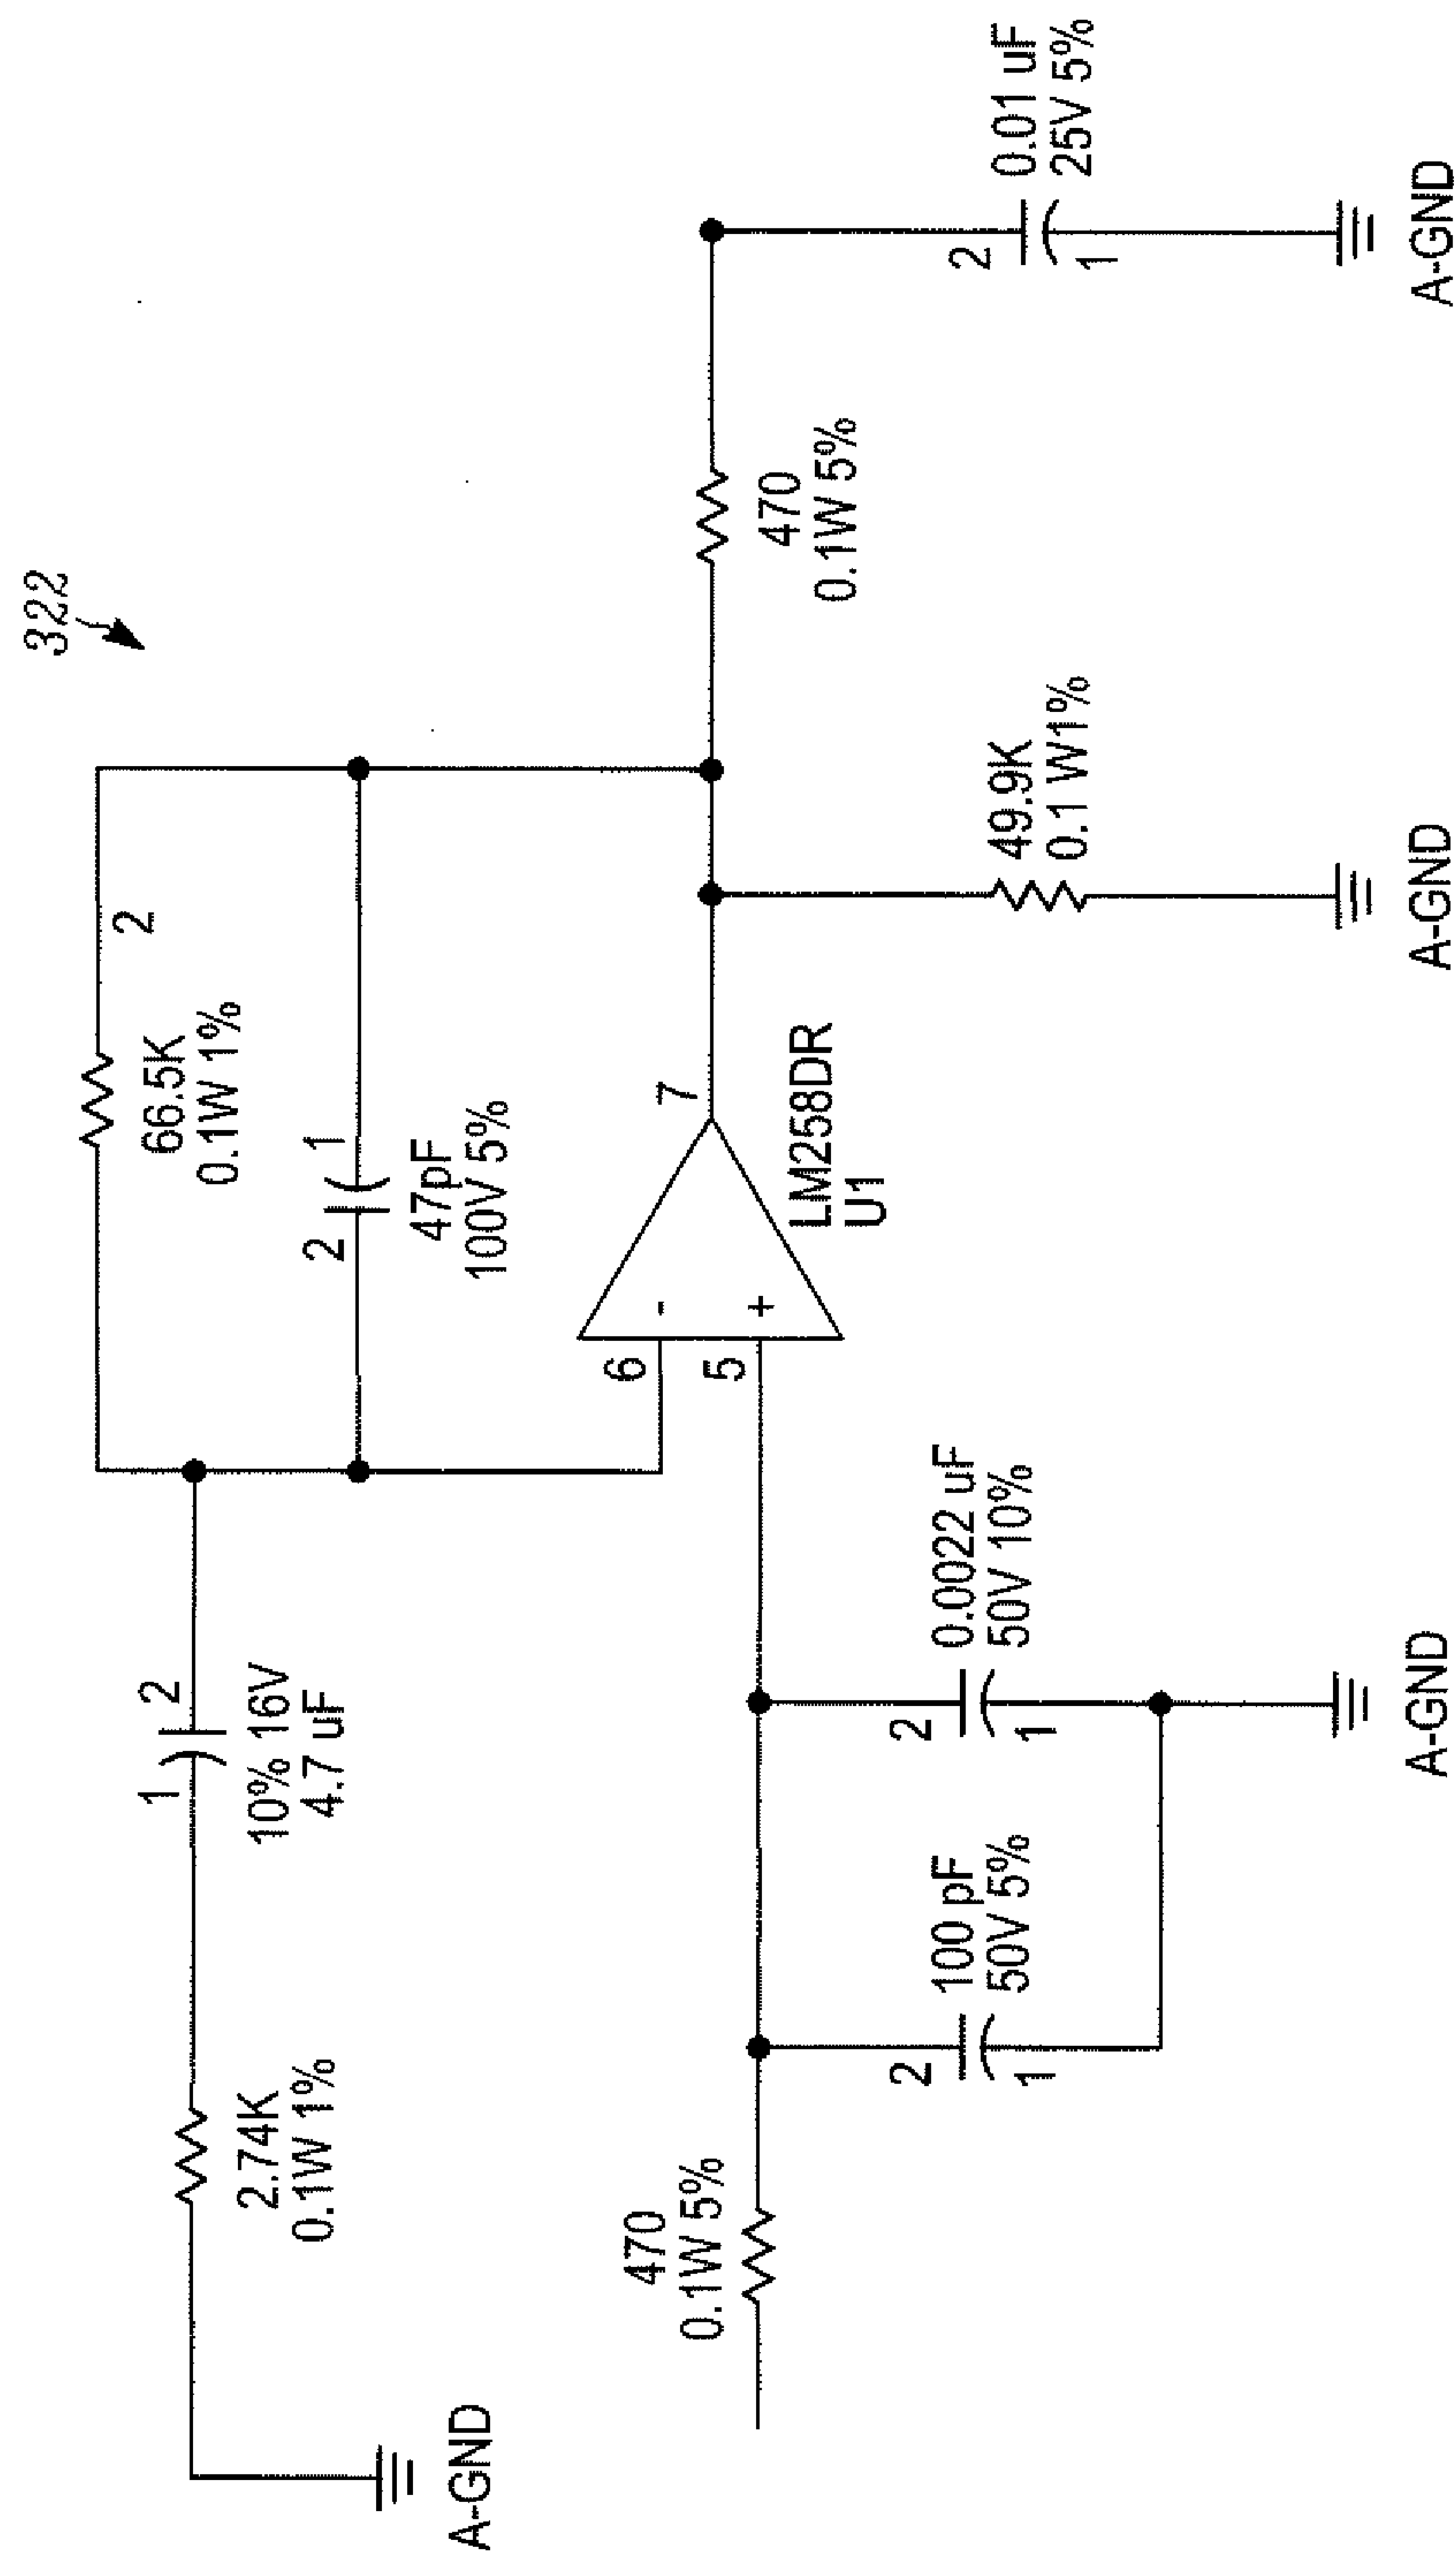 322
2
66.5K
0.1W 1%
1
2
47pF
100V 5%
1
2
10% 16V
4.7 uF
2.74K
0.1W 1%
A-GND
6
-
5
+
7
LM258DR
U1
470
0.1W 5%
2
1
100 pF
50V 5%
2
1
0.0022 uF
50V 10%
A-GND
49.9K
0.1 W1%
A-GND
470
0.1W 5%
2
1
0.01 uF
25V 5%
A-GND